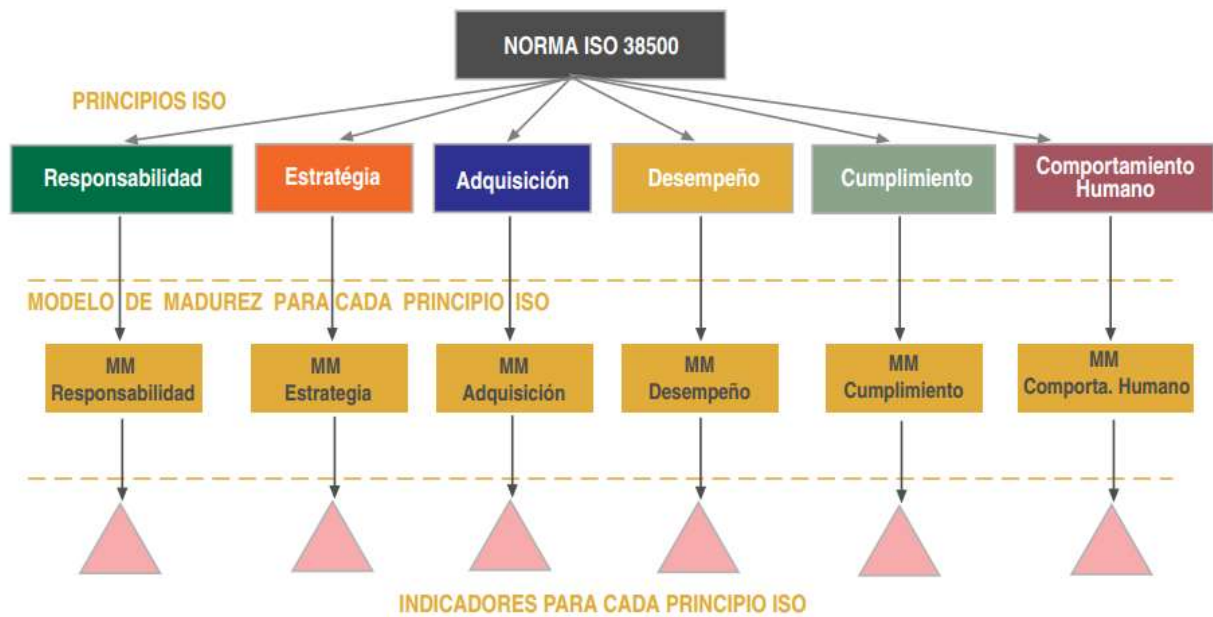 NORMA ISO 38500
PRINCIPIOS ISO
Responsabilidad
Estratégia
Adquisición
Desempeño
Cumplimiento
Comportamiento
Humano
MODELO DE MADUREZ PARA CADA PRINCIPIO ISO
MM
Responsabilidad
MM
Estrategia
MM
Adquisición
MM
Desempeño
MM
Cumplimiento
MM
Comporta. Humano
INDICADORES PARA CADA PRINCIPIO ISO